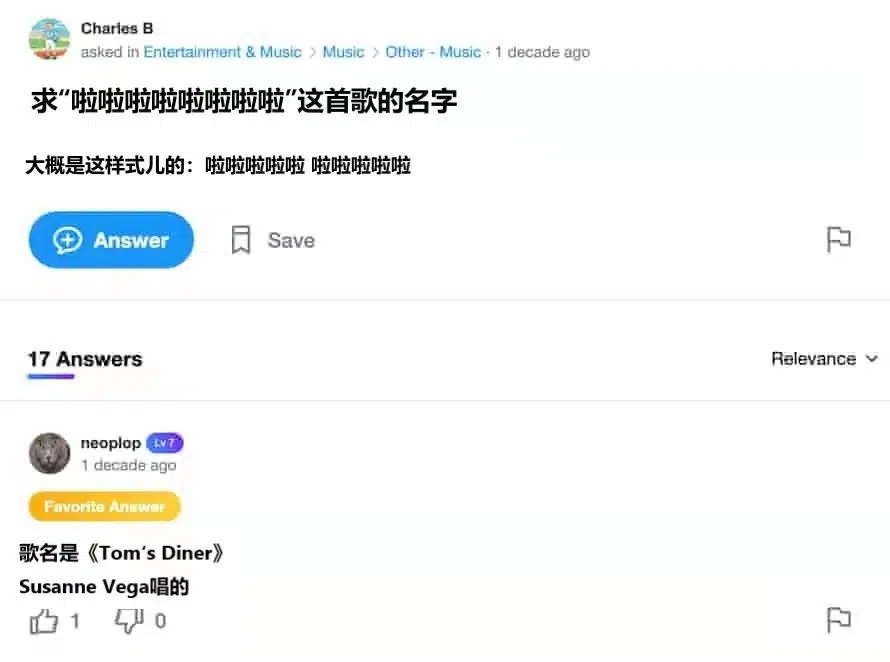 Charles B
asked in Entertainment & Music > Music > Other - Music · 1 decade ago
求“啦啦啦啦啦啦啦啦”这首歌的名字
大概是这样式儿的：啦啦啦啦啦 啦啦啦啦啦
Answer Save
17 Answers Relevance
neoplop Lv 7
1 decade ago
Favorite Answer
歌名是《Tom‘s Diner》
Susanne Vega唱的
1 0